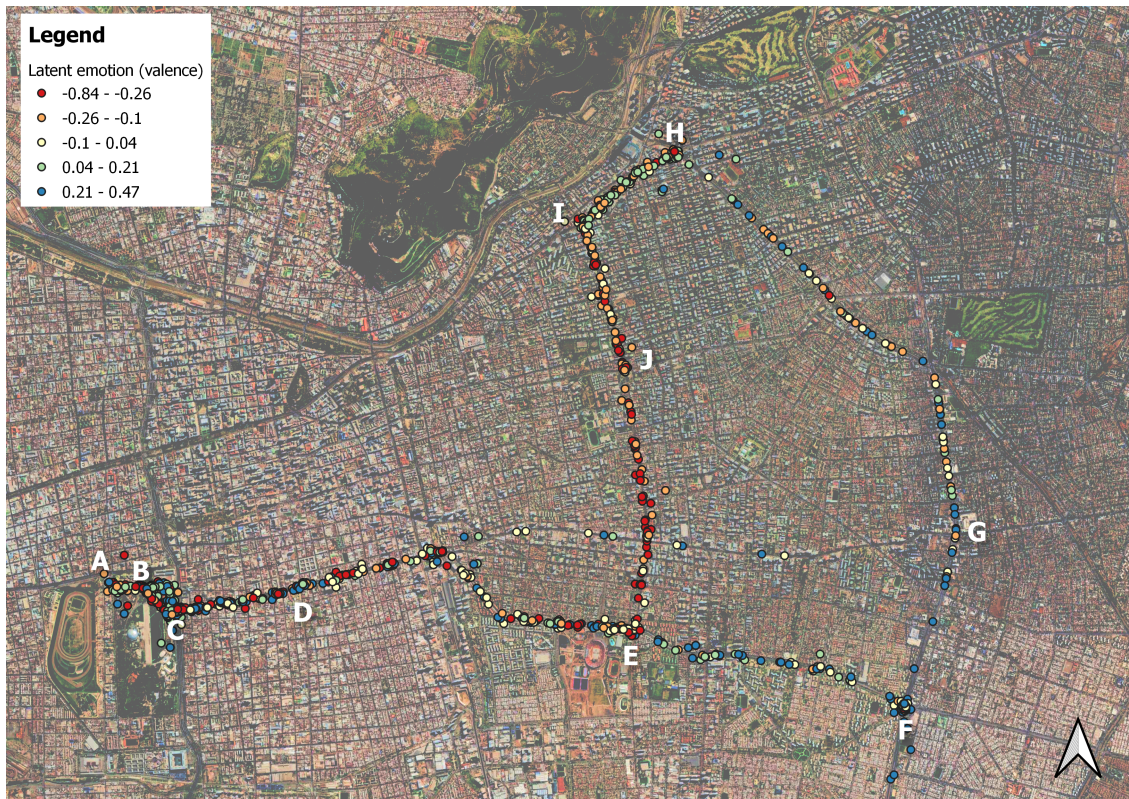 Legend
Latent emotion (valence)
-0.84 - -0.26
-0.26 - -0.1
-0.1 - 0.04
0.04 - 0.21
0.21 - 0.47
H
I
J
G
A
B
D
C
E
F